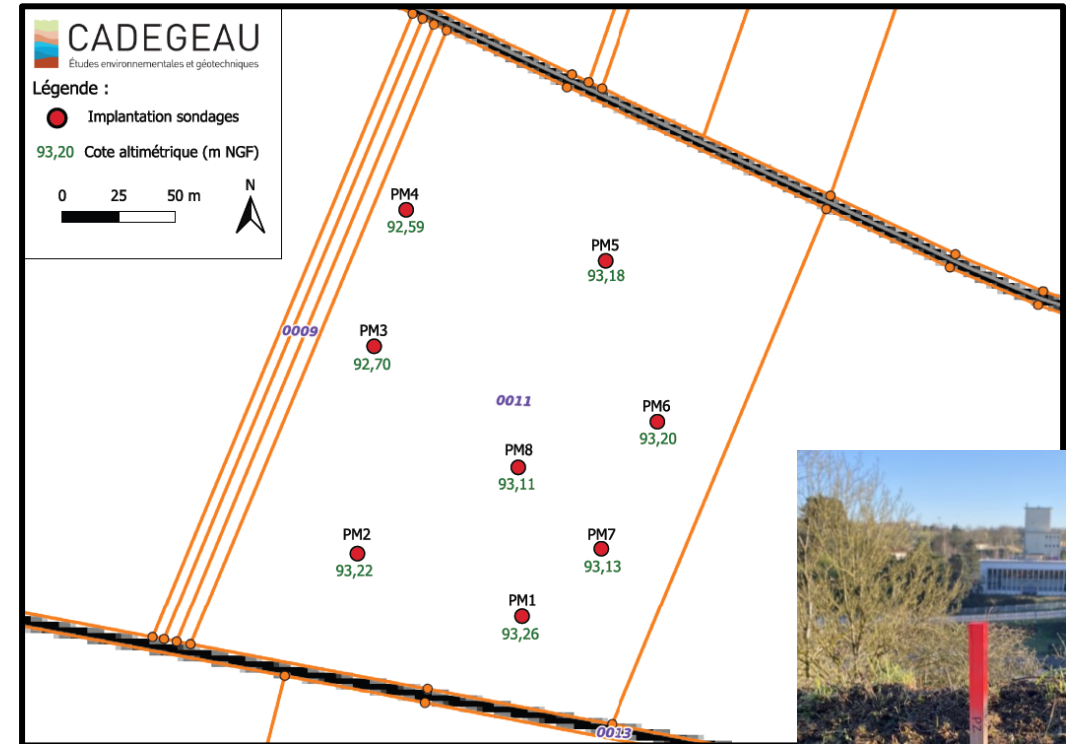 CADEGEAU
Études environnementales et géotechniques
Légende :
Implantation sondages
93,20 Cote altimétrique (m NGF)
0 25 50 m
N
PM4
92,59
PM5
93,18
0009
PM3
92,70
0011
PM6
93,20
PM8
93,11
PM2
93,22
PM7
93,13
PM1
93,26
0013
PZ